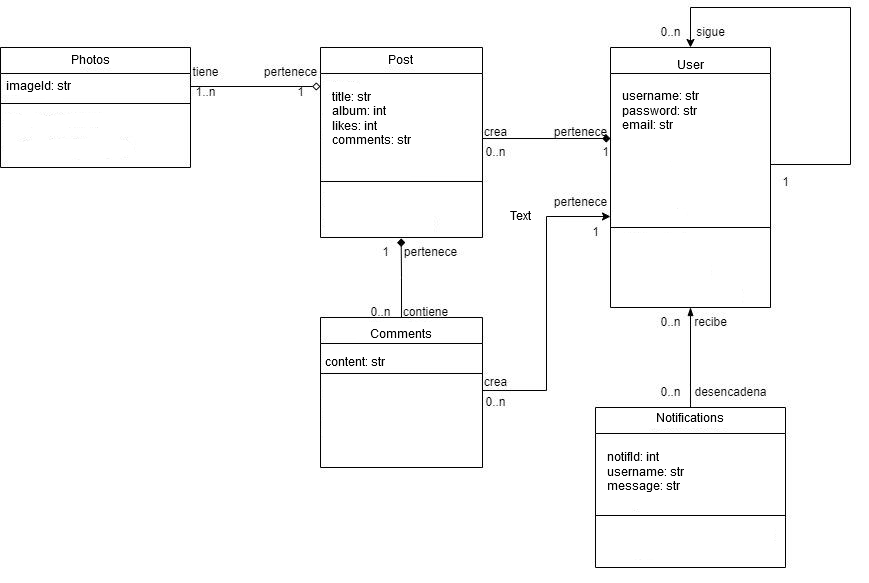 0..n sigue
Photos
Post
User
imageId: str
tiene
1..n
pertenece
1
title: str
album: int
likes: int
comments: str
username: str
password: str
email: str
crea
0..n
pertenece
1
1
pertenece
Text
1
1 pertenece
0..n contiene
Comments
content: str
crea
0..n
0..n recibe
0..n desencadena
Notifications
notifId: int
username: str
message: str